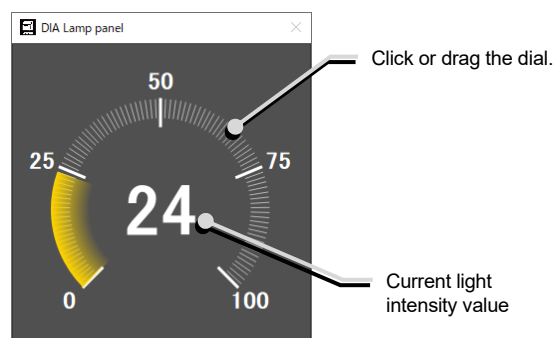 DIA Lamp panel
Click or drag the dial.
50
25
75
24
0
100
Current light
intensity value